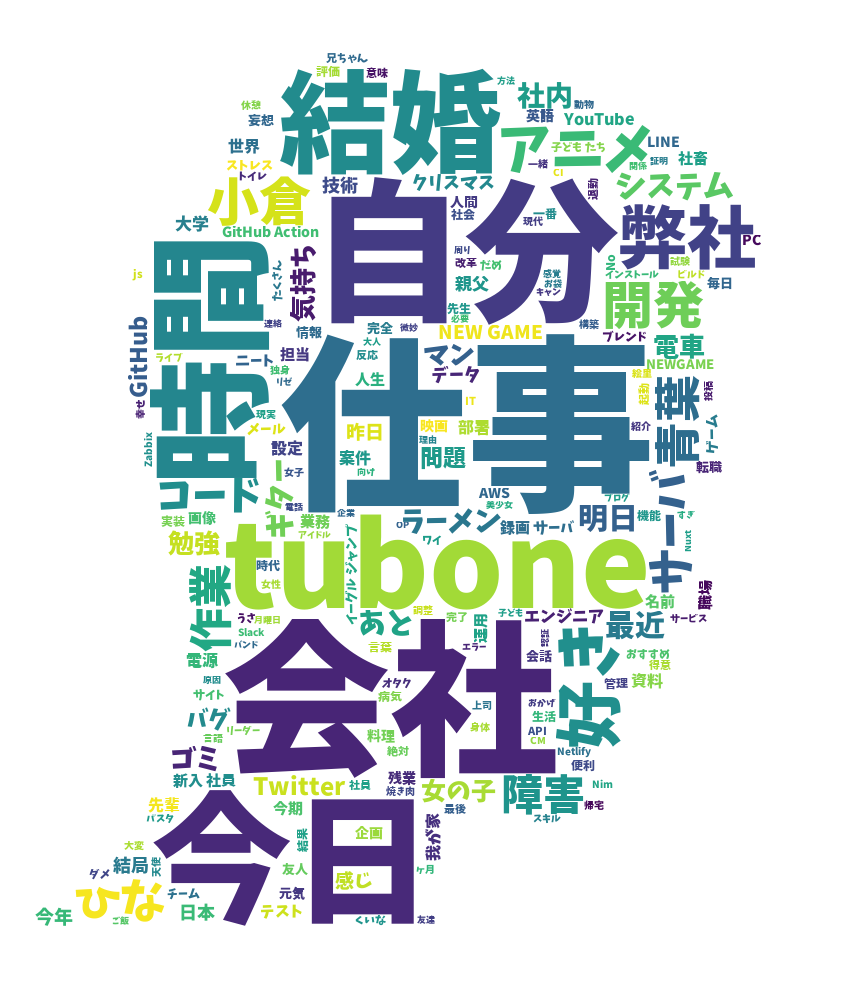 兄ちゃん
評価
意味
方法
結婚
休憩
妄想
社内
動物
英語
YouTube
アニメ
子どもたち
LINE
世界
ストレス
トイレ
一緒
CI
関係
証明
社畜
小倉
技術
クリスマス
退勤
システム
大学
GitHub Action
人間
社会
一番
現代
弊社
PC
自分
時間
気持ち
たくさん
js
周り
改革
だめ
親父
感覚
お袋
キャン
No
試験
インストール
ビルド
毎日
開発
連絡
情報
完全
微妙
先生
必要
大人
NEW GAME
構築
ブレンド
電車
GitHub
ライブ
ニート
担当
反応
マン
データ
NEWGAME
独身
リゼ
人生
絵里
起動
投稿
幸せ
現実
メール
仕事
IT
昨日
映画
部署
理由
紹介
青葉
ゲーム
Zabbix
設定
女子
案件
向け
問題
転職
リーズ
ギター
電話
企業
AWS
美少女
ブログ
実装
画像
業務
アイドル
OP
ラーメン
録画
サーバ
明日
機能
すぎ
サーバー
勉強
イーグルジャンプ
ワイ
Nuxt
tubone
時代
女性
作業
名前
職場
うさ
月曜日
あと
調整
完了
運用
子ども
エンジニア
最近
サービス
Slack
バンド
言葉
エラー
会話
おすすめ
得意
電源
原因
会社
好き
サイト
オタク
病気
上司
おかげ
管理
資料
バグ
言語
リーダー
料理
絶対
身体
生活
API
CM
Netlify
便利
ゴミ
新入社員
Twitter
社員
残業
焼き肉
女の子
障害
Nim
先輩
パスタ
今期
最後
スキル
帰宅
今日
結果
企画
我が家
大変
結局
天使
友人
感じ
ケ月
ダメ
ひな
チーム
元気
今年
ご飯
日本
テスト
くいな
友達